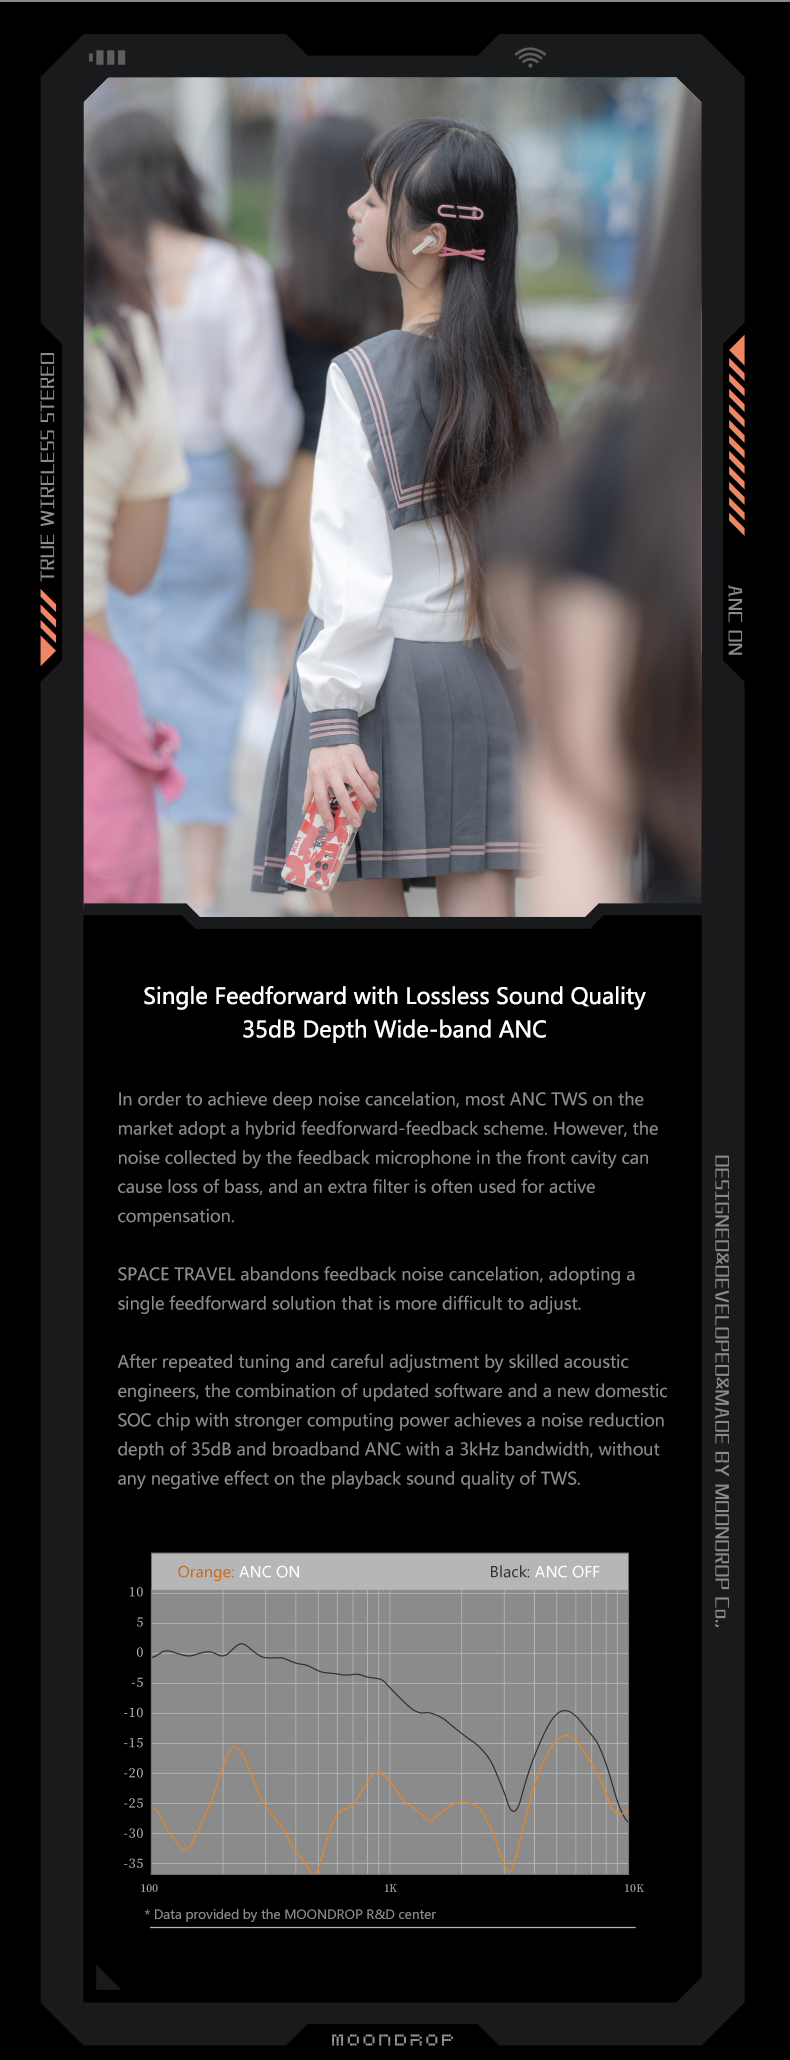 TRUE WIRELESS STEREO
ANC ON
Single Feedforward with Lossless Sound Quality
35dB Depth Wide-band ANC
In order to achieve deep noise cancelation, most ANC TWS on the
market adopt a hybrid feedforward-feedback scheme. However, the
noise collected by the feedback microphone in the front cavity can
cause loss of bass, and an extra filter is often used for active
compensation.
SPACE TRAVEL abandons feedback noise cancelation, adopting a
single feedforward solution that is more difficult to adjust.
After repeated tuning and careful adjustment by skilled acoustic
engineers, the combination of updated software and a new domestic
SOC chip with stronger computing power achieves a noise reduction
depth of 35dB and broadband ANC with a 3kHz bandwidth, without
any negative effect on the playback sound quality of TWS.
DESIGNED&DEVELOPED&MADE BY MOONDROP Co.,
Orange: ANC ON Black: ANC OFF
10
5
0
-5
-10
-15
-20
-25
-30
-35
100 1K 10K
* Data provided by the MOONDROP R&D center
MOONDROP